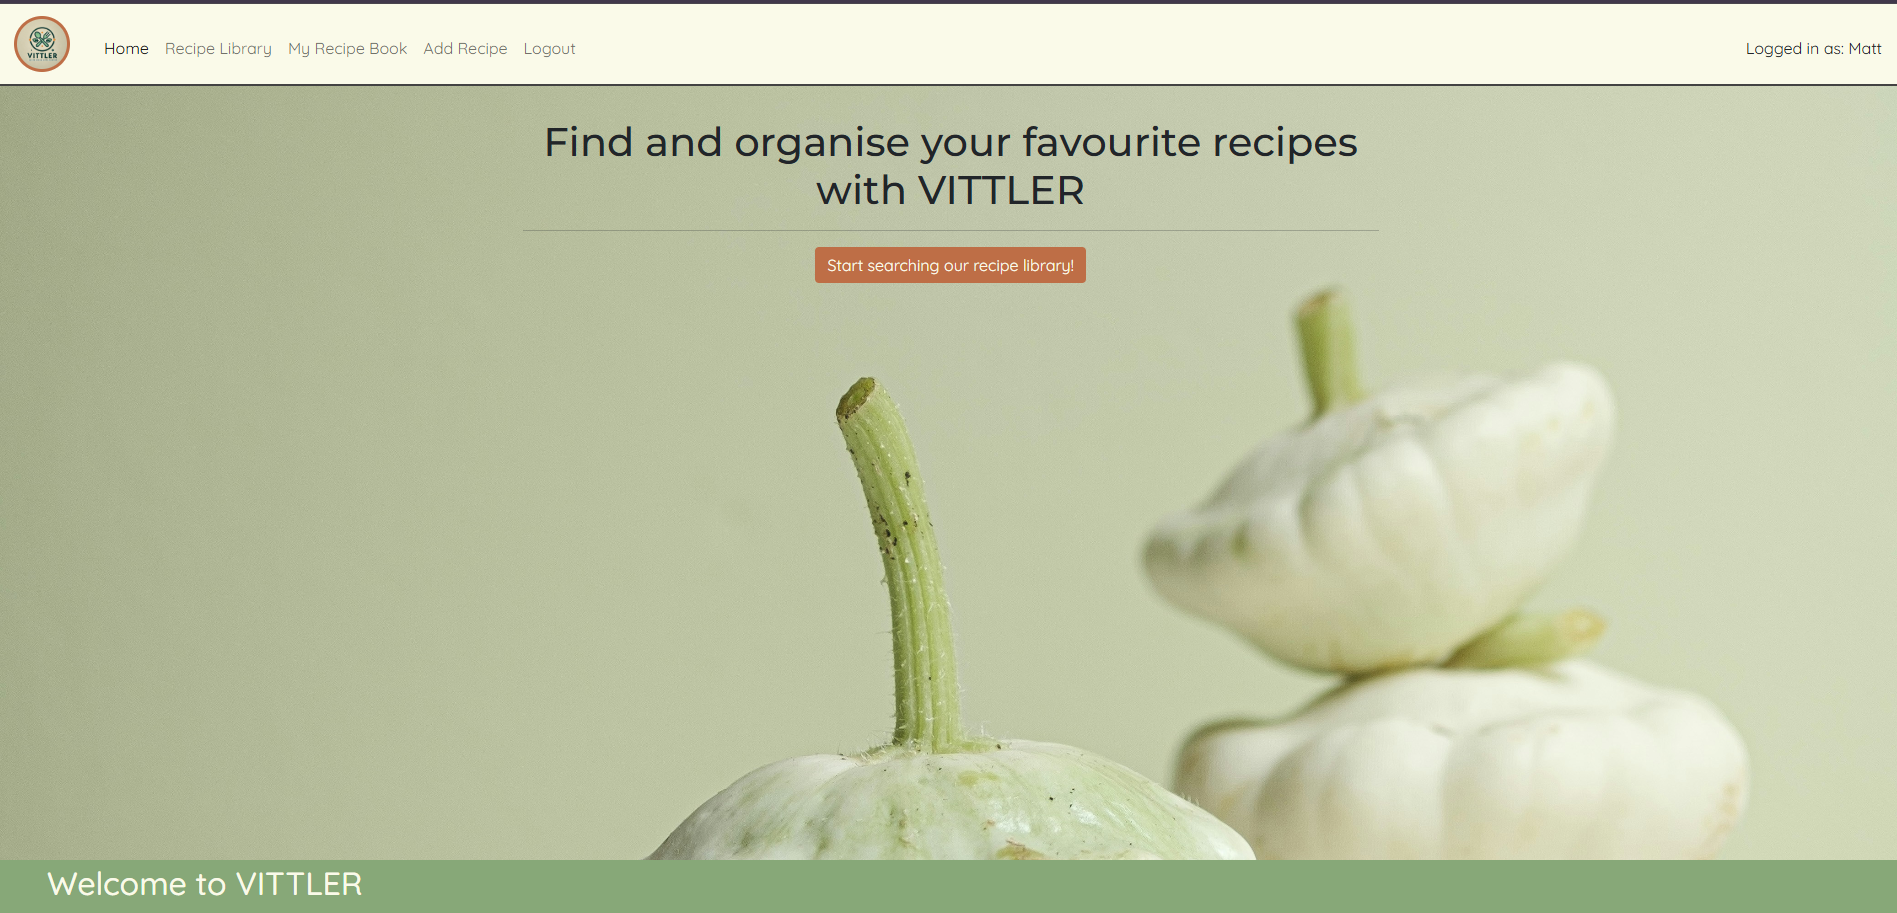 VITTLER
Home Recipe Library My Recipe Book Add Recipe Logout
Logged in as: Matt
Find and organise your favourite recipes
with VITTLER
Start searching our recipe library!
Welcome to VITTLER